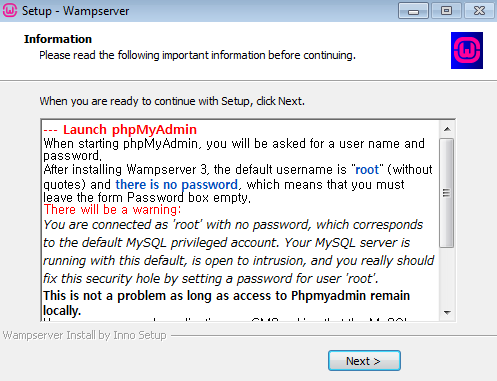 Setup - Wampserver
Information
Please read the following important information before continuing.
When you are ready to continue with Setup, click Next.
--- Launch phpMyAdmin
When starting phpMyAdmin, you will be asked for a user name and
password.
After installing Wampserver 3, the default username is "root" (without
quotes) and there is no password, which means that you must
leave the form Password box empty.
There will be a warning:
You are connected as 'root' with no password, which corresponds
to the default MySQL privileged account. Your MySQL server is
running with this default, is open to intrusion, and you really should
fix this security hole by setting a password for user 'root'.
This is not a problem as long as access to Phpmyadmin remain
locally.
Wampserver Install by Inno Setup
Next >